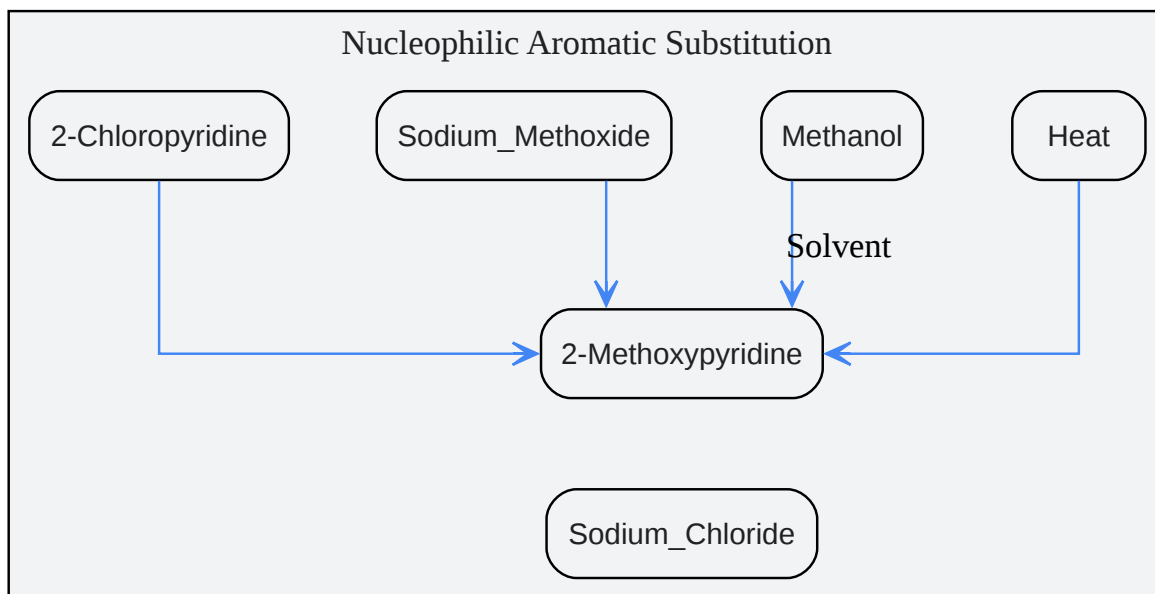 Nucleophilic Aromatic Substitution
2-Chloropyridine
Sodium_Methoxide
Methanol
Heat
Solvent
2-Methoxypyridine
Sodium_Chloride